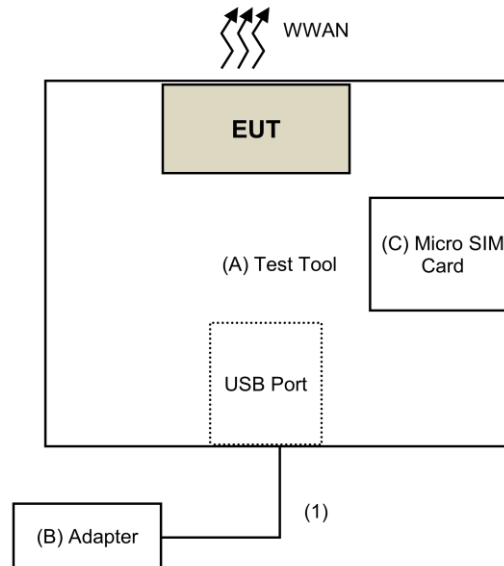 WWAN
EUT
(A) Test Tool
(C) Micro SIM
Card
USB Port
(1)
(B) Adapter